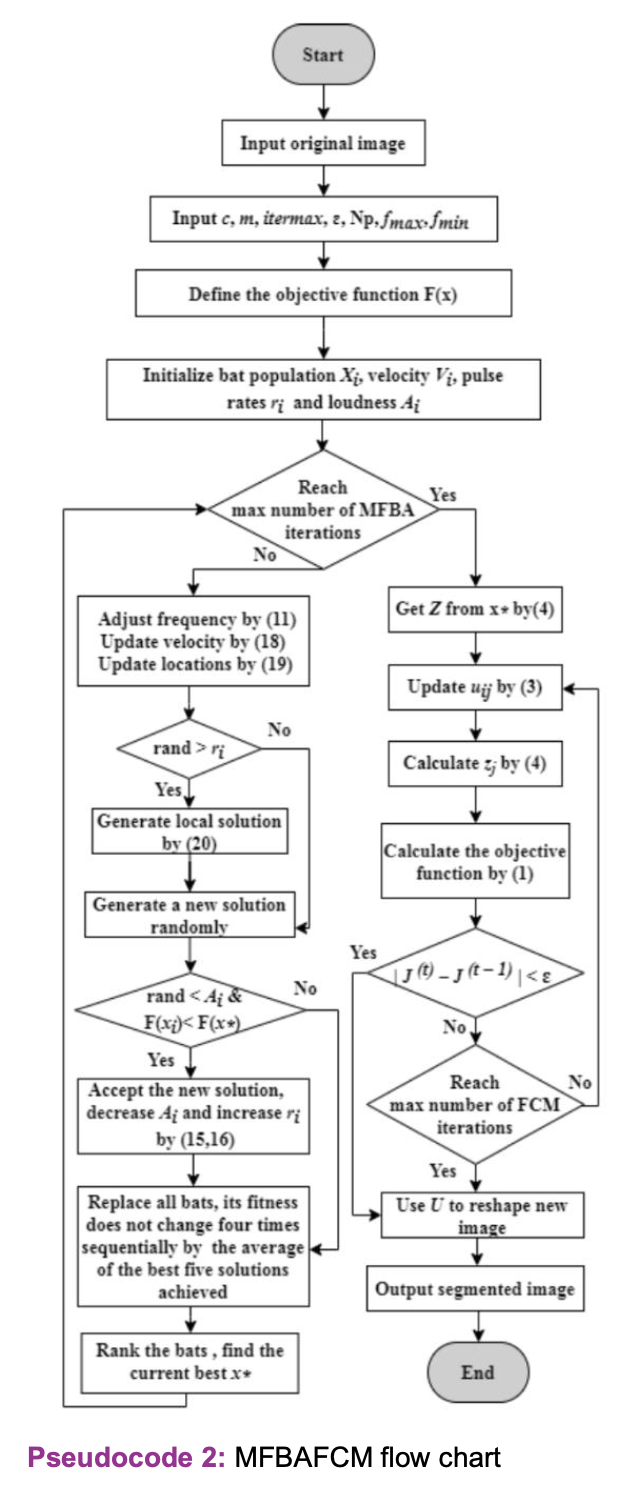 Start
Input original image
Input c, m, itermax, ε, Np, fmax, fmin
Define the objective function F(x)
Initialize bat population Xi, velocity Vi, pulse
rates ri and loudness Ai
Reach
max number of MFBA
iterations
Yes
No
Adjust frequency by (11)
Update velocity by (18)
Update locations by (19)
rand > ri
No
Yes
Generate local solution
by (20)
Generate a new solution
randomly
rand < Ai &
F(xi)< F(x*)
No
Yes
Accept the new solution,
decrease Ai and increase ri
by (15,16)
Replace all bats, its fitness
does not change four times
sequentially by the average
of the best five solutions
achieved
Rank the bats , find the
current best x*
Get Z from x* by(4)
Update uij by (3)
Calculate zj by (4)
Calculate the objective
function by (1)
Yes
| J (t) – J (t – 1) | < ε
No
Reach
max number of FCM
iterations
No
Yes
Use U to reshape new
image
Output segmented image
End
Pseudocode 2: MFBAFCM flow chart